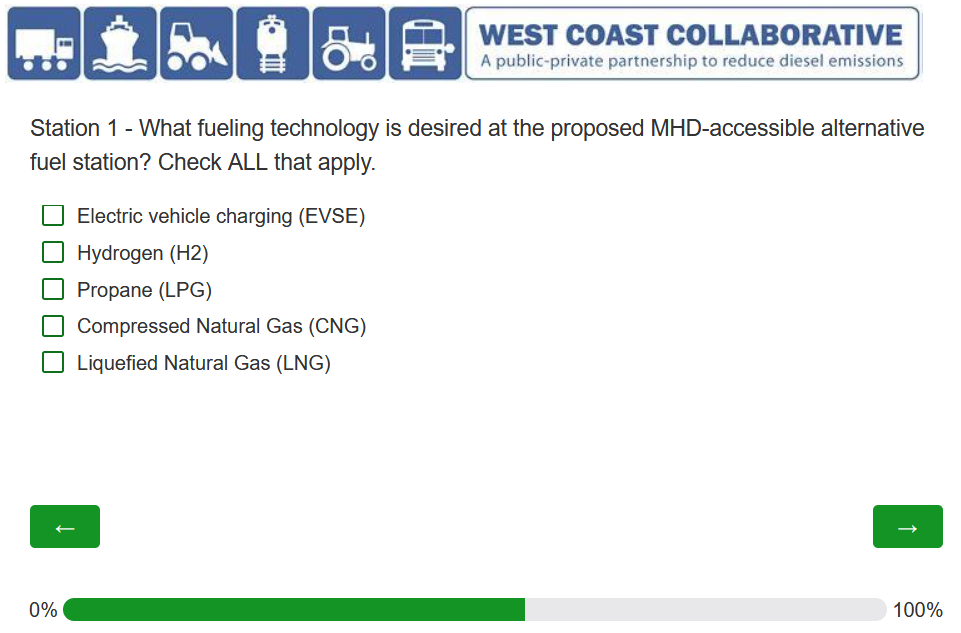 WEST COAST COLLABORATIVE
A public-private partnership to reduce diesel emissions
Station 1 - What fueling technology is desired at the proposed MHD-accessible alternative
fuel station? Check ALL that apply.
Electric vehicle charging (EVSE)
Hydrogen (H2)
Propane (LPG)
Compressed Natural Gas (CNG)
Liquefied Natural Gas (LNG)
← →
0% 100%